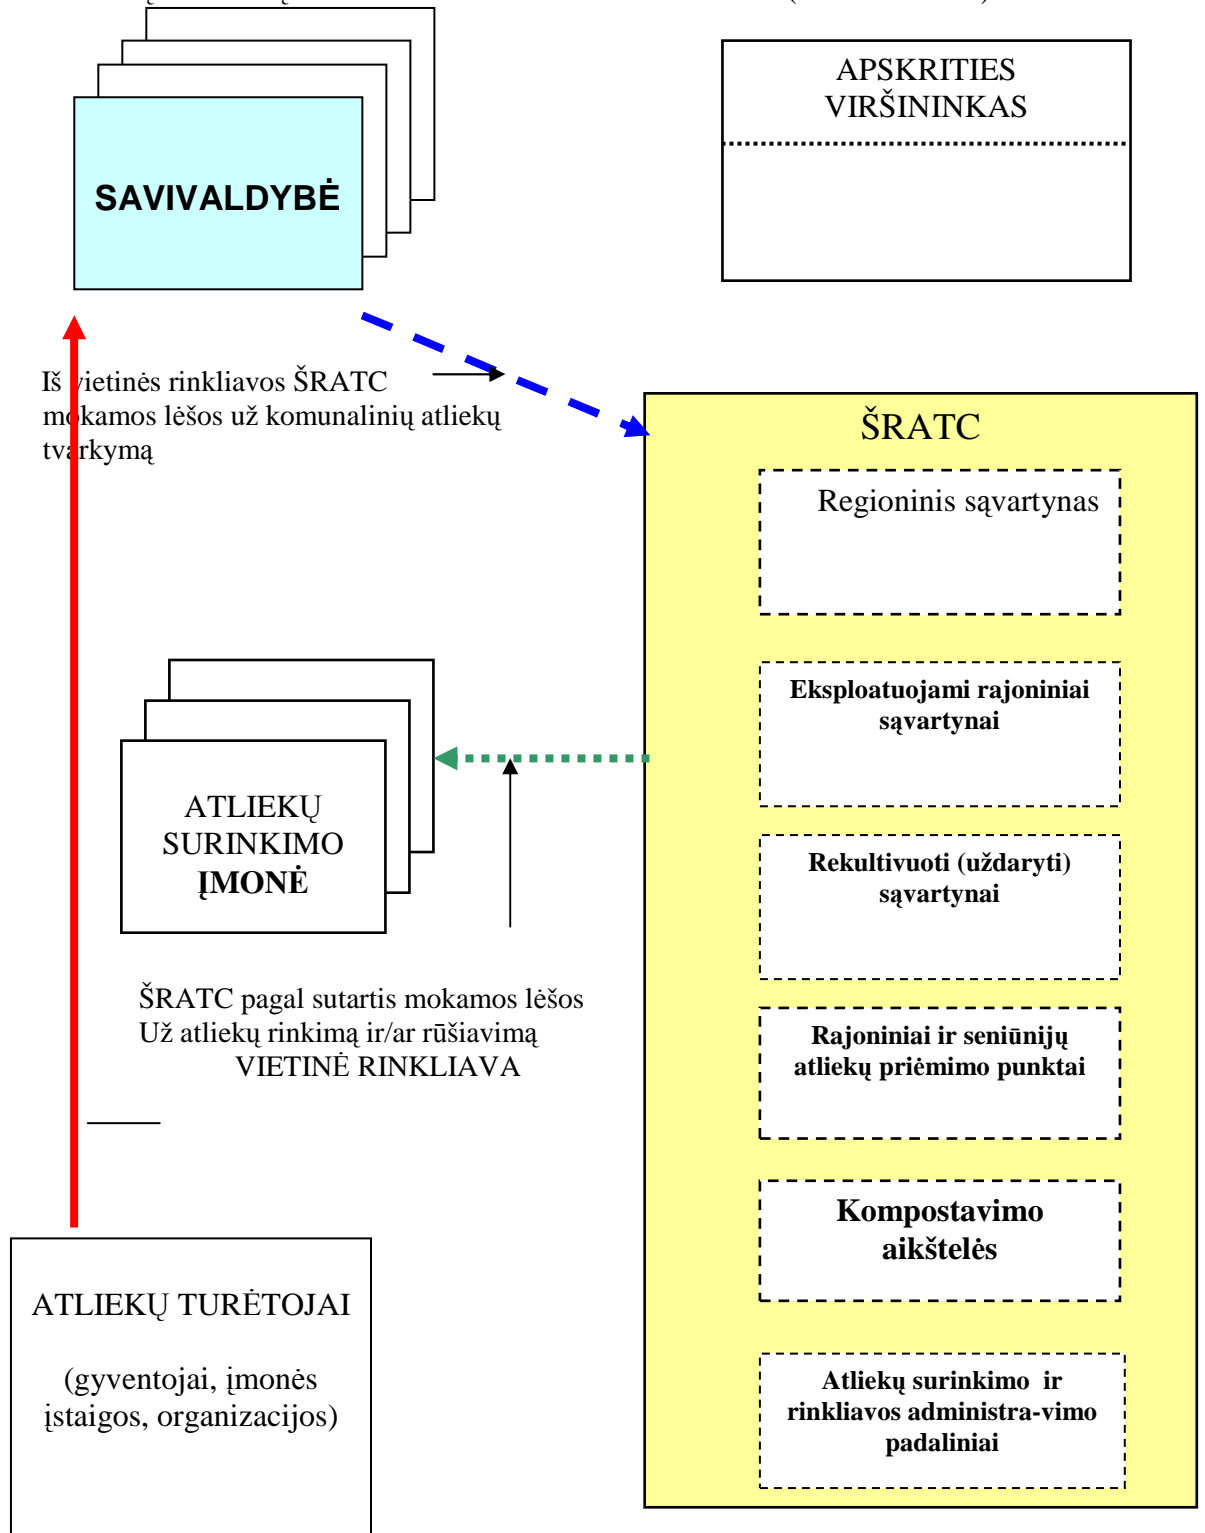 APSKRITIES
VIRŠININKAS
SAVIVALDYBĖ
Iš vietinės rinkliavos ŠRATC
mokamos lėšos už komunalinių atliekų
tvarkymą
ŠRATC
Regioninis sąvartynas
Eksploatuojami rajoniniai
sąvartynai
ATLIEKŲ
SURINKIMO
ĮMONĖ
Rekultivuoti (uždaryti)
sąvartynai
ŠRATC pagal sutartis mokamos lėšos
Už atliekų rinkimą ir/ar rūšiavimą
VIETINĖ RINKLIAVA
Rajoniniai ir seniūnijų
atliekų priėmimo punktai
Kompostavimo
aikštelės
ATLIEKŲ TURĖTOJAI
(gyventojai, įmonės
įstaigos, organizacijos)
Atliekų surinkimo ir
rinkliavos administra-vimo
padaliniai